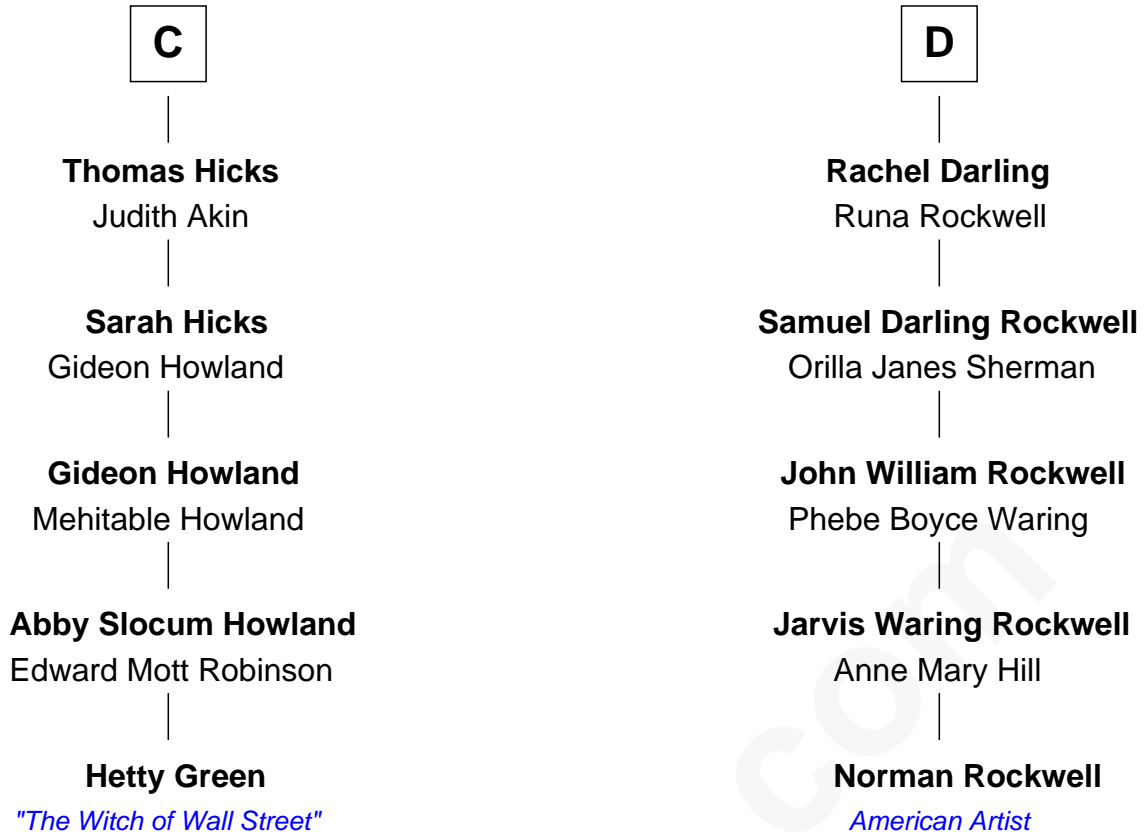 C
Thomas Hicks
Judith Akin
Sarah Hicks
Gideon Howland
Gideon Howland
Mehitable Howland
Abby Slocum Howland
Edward Mott Robinson
Hetty Green
"The Witch of Wall Street"
D
Rachel Darling
Runa Rockwell
Samuel Darling Rockwell
Orilla Janes Sherman
John William Rockwell
Phebe Boyce Waring
Jarvis Waring Rockwell
Anne Mary Hill
Norman Rockwell
American Artist
com